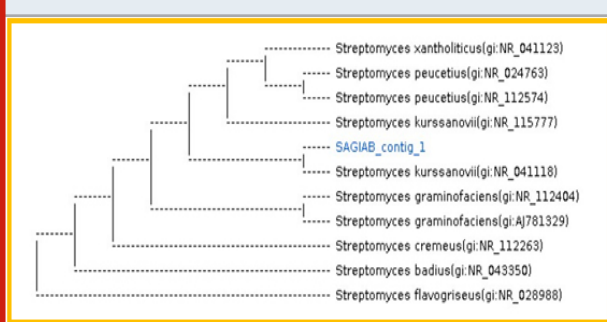 Streptomyces xantholiticus(gi:NR_041123)
Streptomyces peucetius(gi:NR_024763)
Streptomyces peucetius(gi:NR_112574)
Streptomyces kurssanovii(gi:NR_115777)
SAGIAB_contig_1
Streptomyces kurssanovii(gi:NR_041118)
Streptomyces graminofaciens(gi:NR_112404)
Streptomyces graminofaciens(gi:AJ781329)
Streptomyces cremeus(gi:NR_112263)
Streptomyces badius(gi:NR_043350)
Streptomyces flavogriseus(gi:NR_028988)